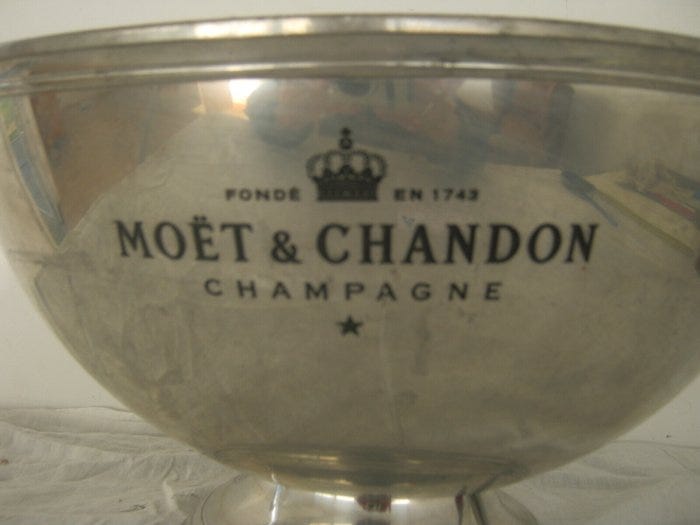 FONDÉ EN 1743
MOËT & CHANDON
CHAMPAGNE